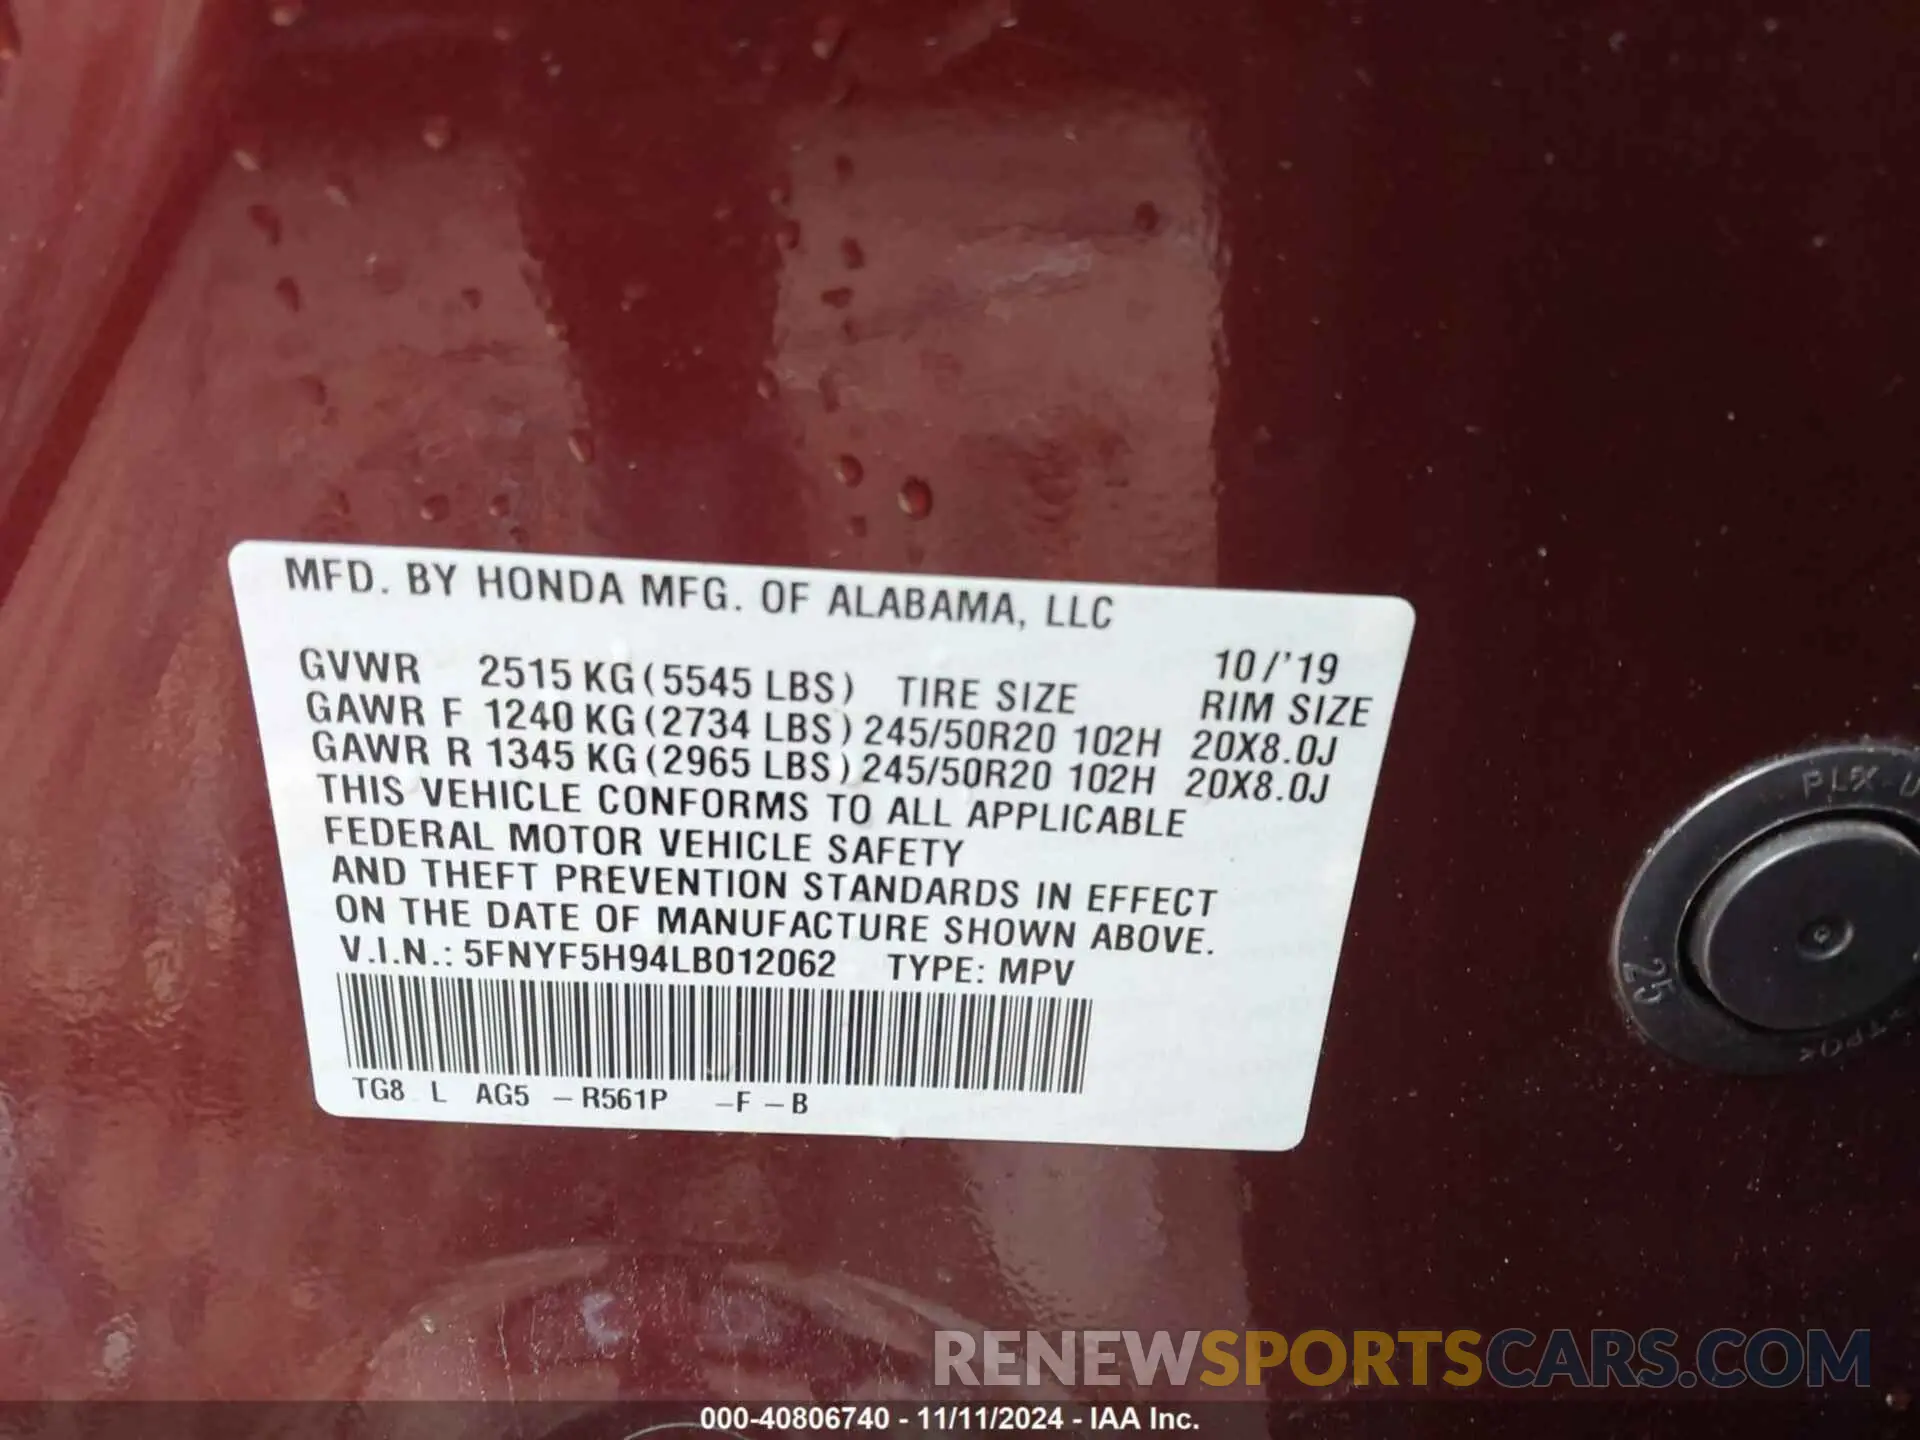 MFD. BY HONDA MFG. OF ALABAMA, LLC
10/'19
GVWR 2515 KG (5545 LBS) TIRE SIZE RIM SIZE
GAWR F 1240 KG (2734 LBS) 245/50R20 102H 20X8.0J
GAWR R 1345 KG (2965 LBS) 245/50R20 102H 20X8.0J
THIS VEHICLE CONFORMS TO ALL APPLICABLE
FEDERAL MOTOR VEHICLE SAFETY
AND THEFT PREVENTION STANDARDS IN EFFECT
ON THE DATE OF MANUFACTURE SHOWN ABOVE.
V.I.N.: 5FNYF5H94LB012062 TYPE: MPV
TG8 L AG5 – R561P – F – B
25
RENEWSPORTSCARS.COM
000-40806740 - 11/11/2024 - IAA Inc.